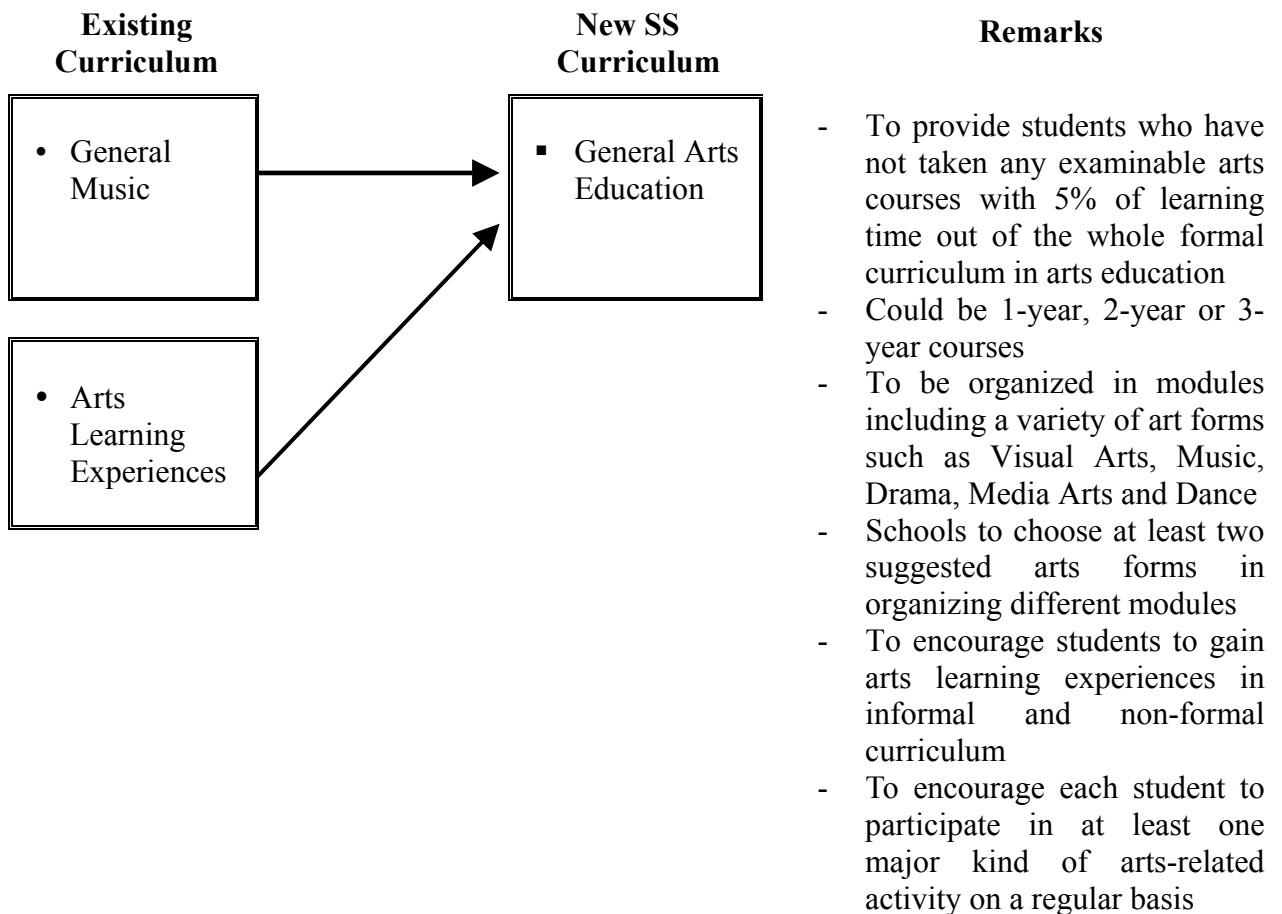 Existing
Curriculum
New SS
Curriculum
Remarks
• General
Music
• Arts
Learning
Experiences
▪ General Arts
Education
- To provide students who have
not taken any examinable arts
courses with 5% of learning
time out of the whole formal
curriculum in arts education
- Could be 1-year, 2-year or 3-
year courses
- To be organized in modules
including a variety of art forms
such as Visual Arts, Music,
Drama, Media Arts and Dance
- Schools to choose at least two
suggested arts forms in
organizing different modules
- To encourage students to gain
arts learning experiences in
informal and non-formal
curriculum
- To encourage each student to
participate in at least one
major kind of arts-related
activity on a regular basis